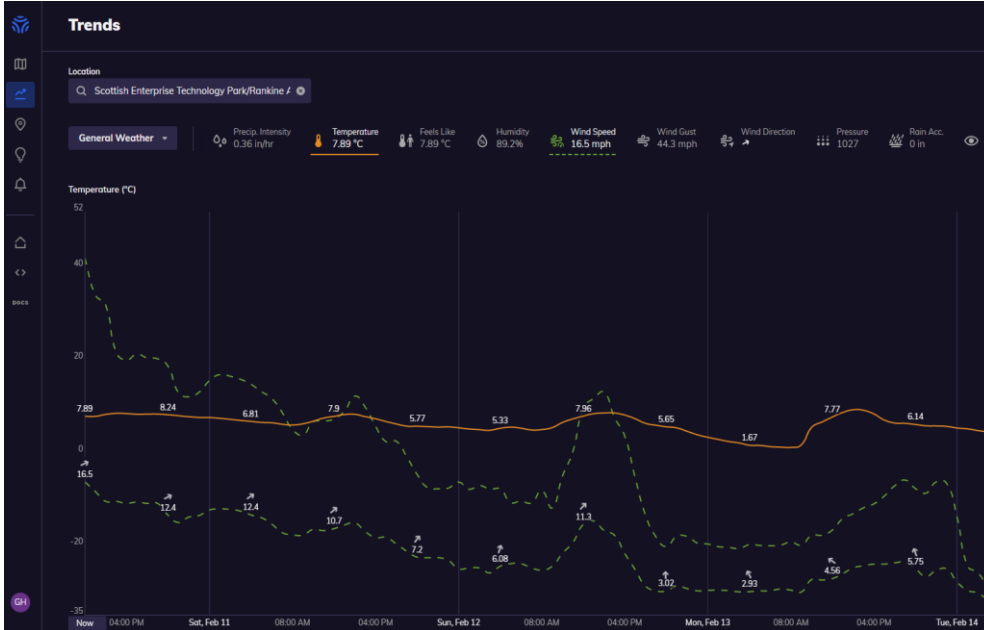 Trends
Location
Scottish Enterprise Technology Park/Rankine A
General Weather
Precip. Intensity
0.36 in/hr
Temperature
7.89 °C
Feels Like
7.89 °C
Humidity
89.2%
Wind Speed
16.5 mph
Wind Gust
44.3 mph
Wind Direction
Pressure
1027
Rain Acc.
0 in
DOCS
Temperature (°C)
52
40
20
0
-20
-35
7.89
8.24
6.81
7.9
5.77
5.33
7.96
5.65
1.67
7.77
6.14
16.5
12.4
12.4
10.7
7.2
6.08
11.3
3.02
2.93
4.56
5.75
GH
Now 04:00 PM Sat, Feb 11 08:00 AM 04:00 PM Sun, Feb 12 08:00 AM 04:00 PM Mon, Feb 13 08:00 AM 04:00 PM Tue, Feb 14